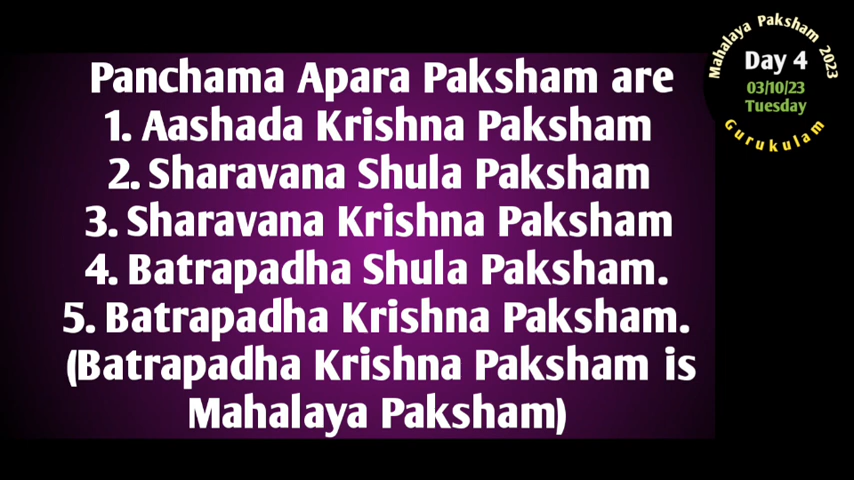 Panchama Apara Paksham are
1. Aashada Krishna Paksham
2. Sharavana Shula Paksham
3. Sharavana Krishna Paksham
4. Batrapadha Shula Paksham.
5. Batrapadha Krishna Paksham.
(Batrapadha Krishna Paksham is
Mahalaya Paksham)
Mahalaya Paksham 2023
Day 4
03/10/23
Tuesday
Gurukulam